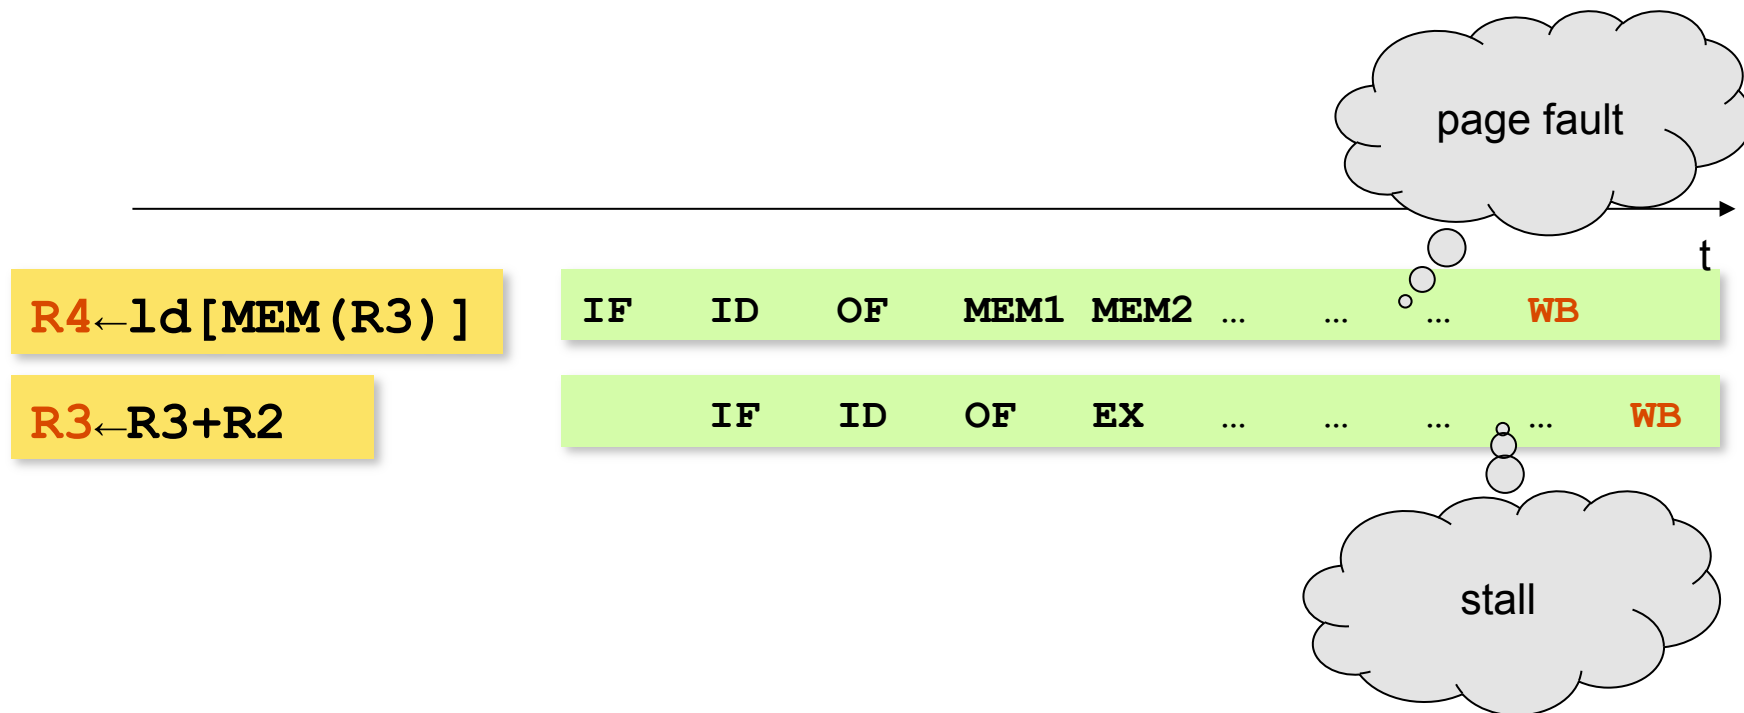 page fault
t
R4←ld[MEM(R3)] IF ID OF MEM1 MEM2 … … … WB
R3←R3+R2 IF ID OF EX … … … … WB
stall